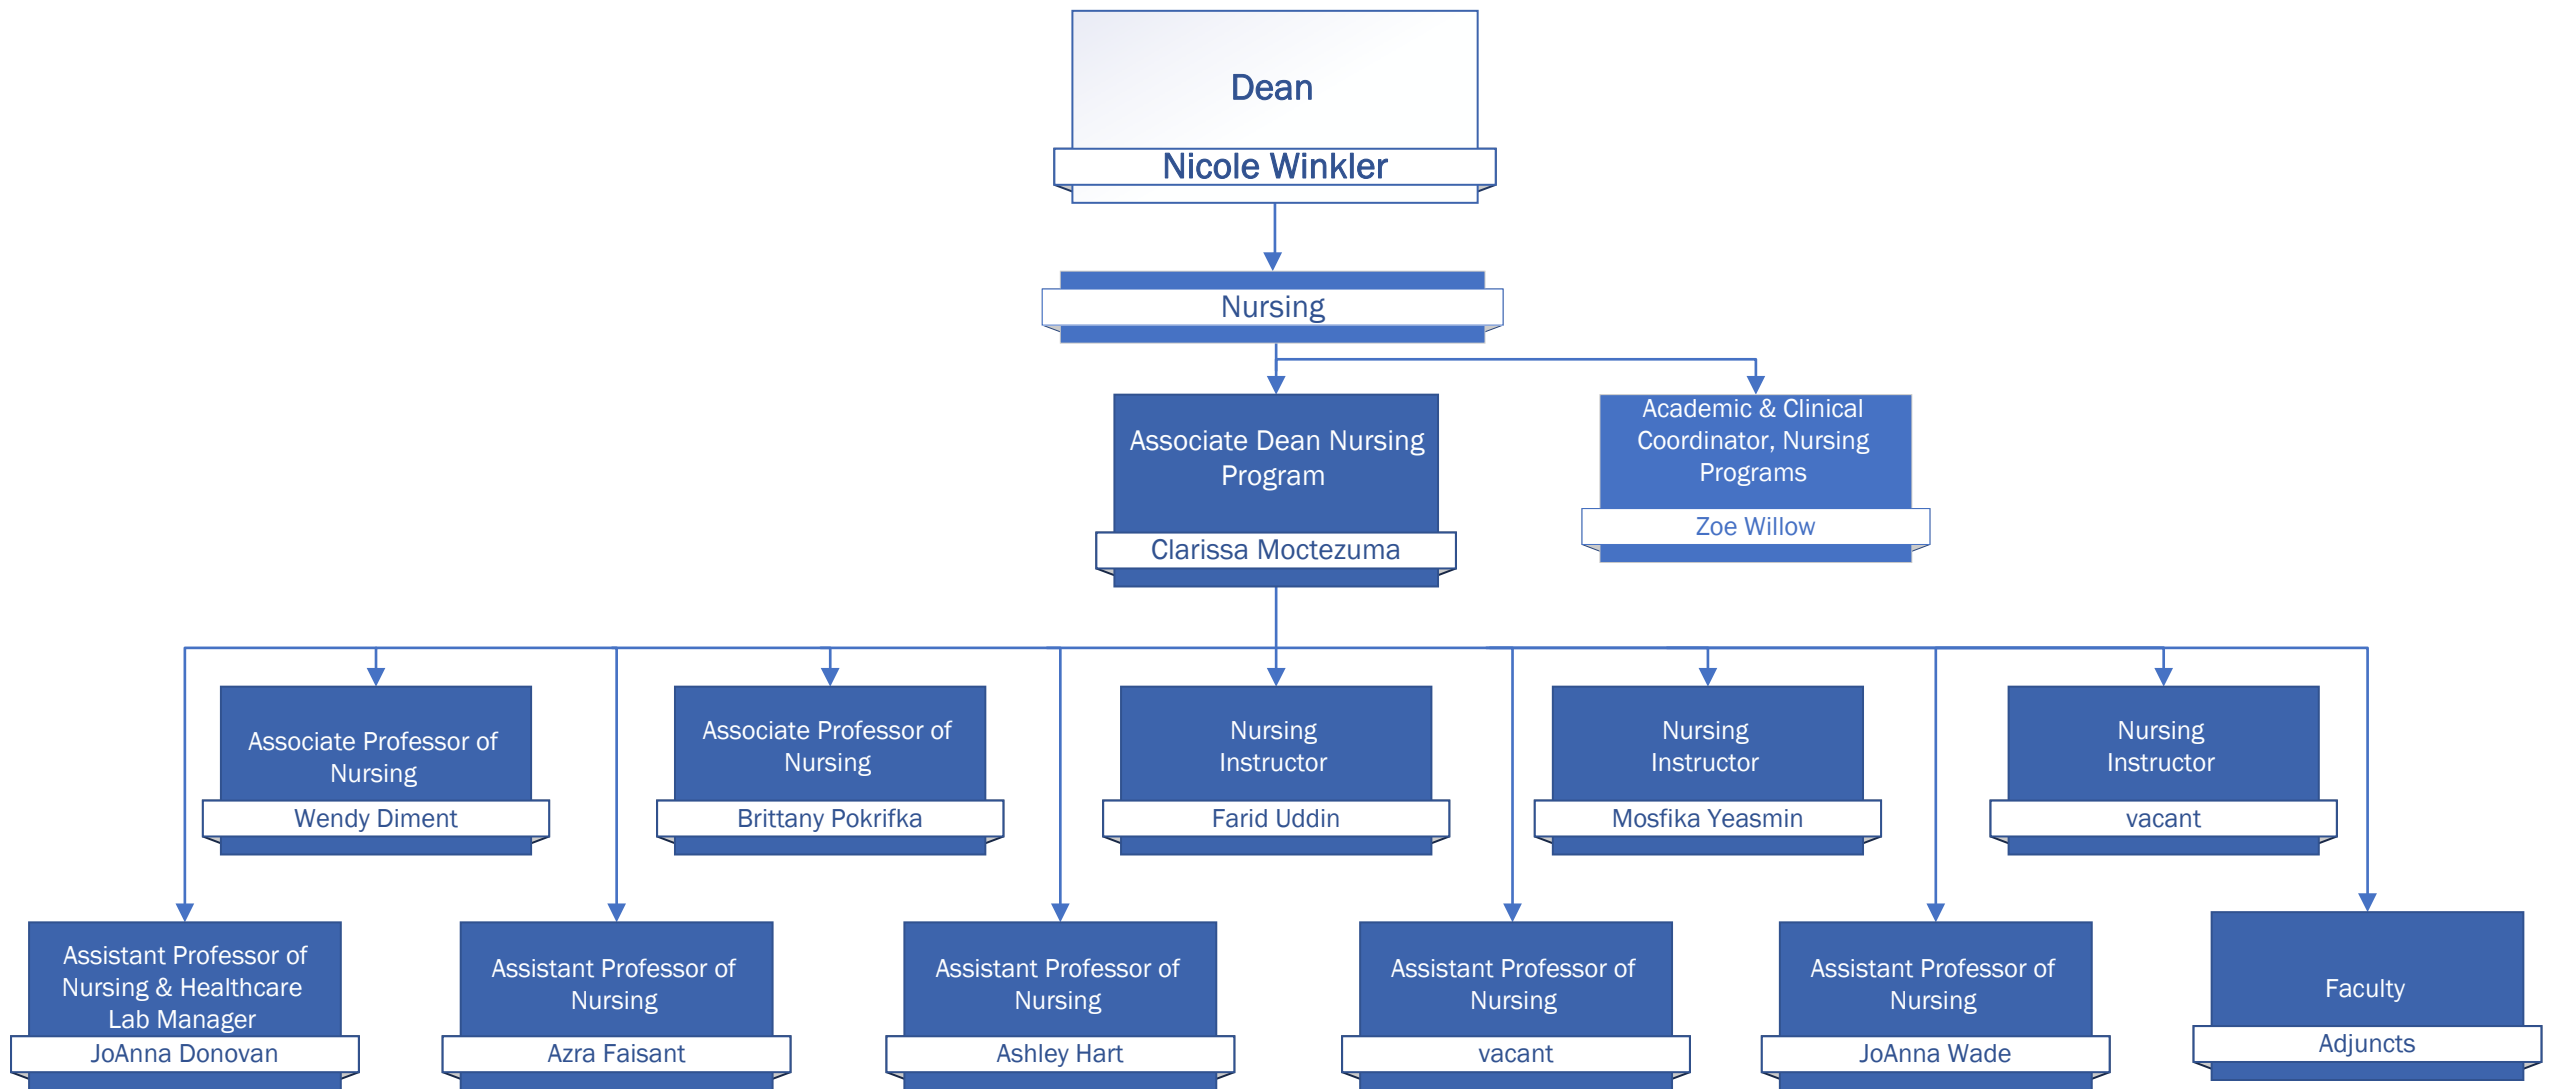 Dean
Nicole Winkler
Nursing
Associate Dean Nursing
Program
Clarissa Moctezuma
Academic & Clinical
Coordinator, Nursing
Programs
Zoe Willow
Associate Professor of
Nursing
Wendy Diment
Associate Professor of
Nursing
Brittany Pokrifka
Nursing
Instructor
Farid Uddin
Nursing
Instructor
Mosfika Yeasmin
Nursing
Instructor
vacant
Assistant Professor of
Nursing & Healthcare
Lab Manager
JoAnna Donovan
Assistant Professor of
Nursing
Azra Faisant
Assistant Professor of
Nursing
Ashley Hart
Assistant Professor of
Nursing
vacant
Assistant Professor of
Nursing
JoAnna Wade
Faculty
Adjuncts